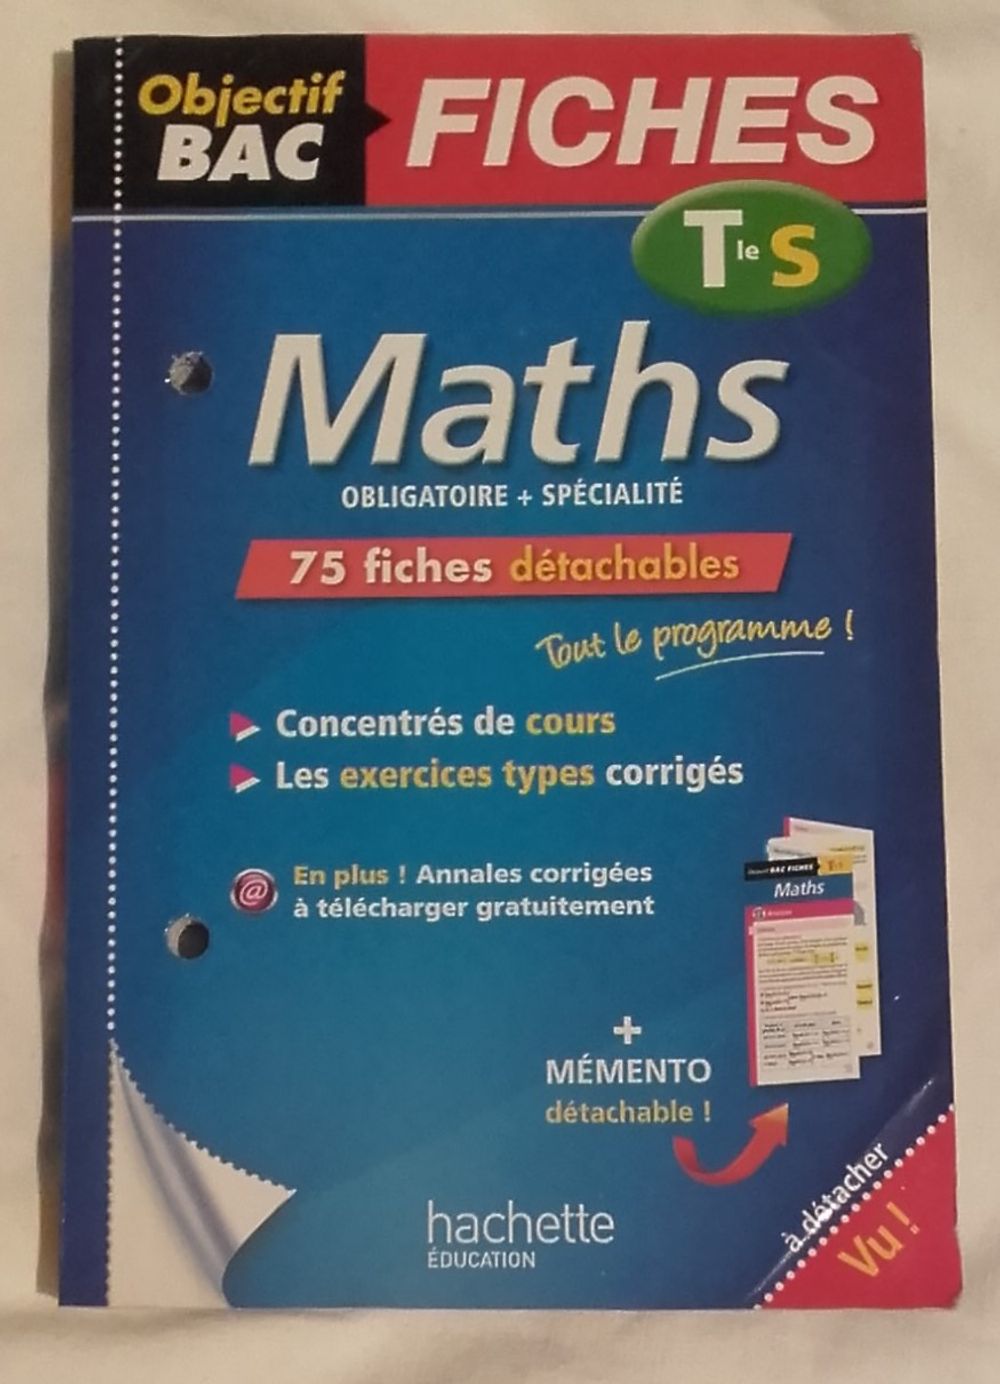 Objectif
BAC
FICHES
Tle S
Maths
OBLIGATOIRE + SPÉCIALITÉ
75 fiches détachables
Tout le programme !
Concentrés de cours
Les exercices types corrigés
@
En plus ! Annales corrigées
à télécharger gratuitement
Maths
+
MÉMENTO
détachable !
à détacher
Vu !
hachette
ÉDUCATION